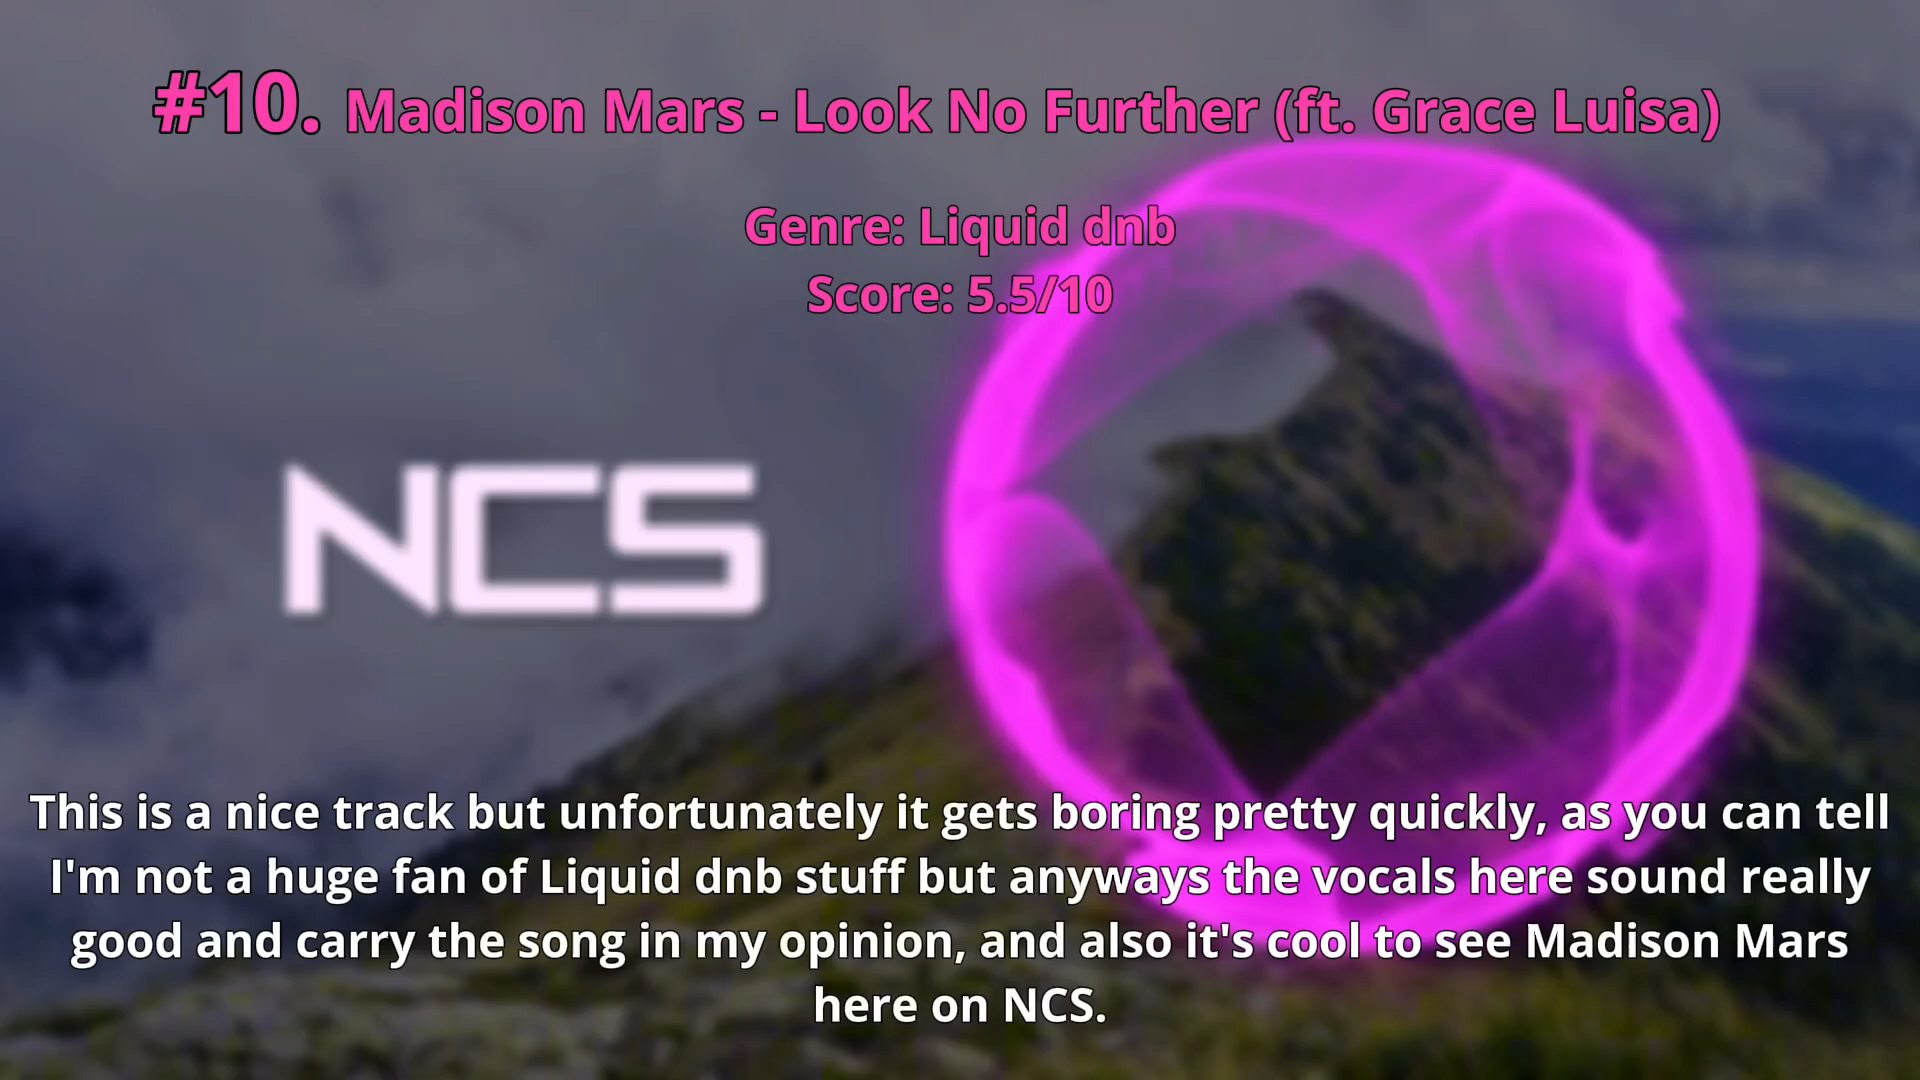 #10. Madison Mars - Look No Further (ft. Grace Luisa)
Genre: Liquid dnb
Score: 5.5/10
NCS
This is a nice track but unfortunately it gets boring pretty quickly, as you can tell
I'm not a huge fan of Liquid dnb stuff but anyways the vocals here sound really
good and carry the song in my opinion, and also it's cool to see Madison Mars
here on NCS.